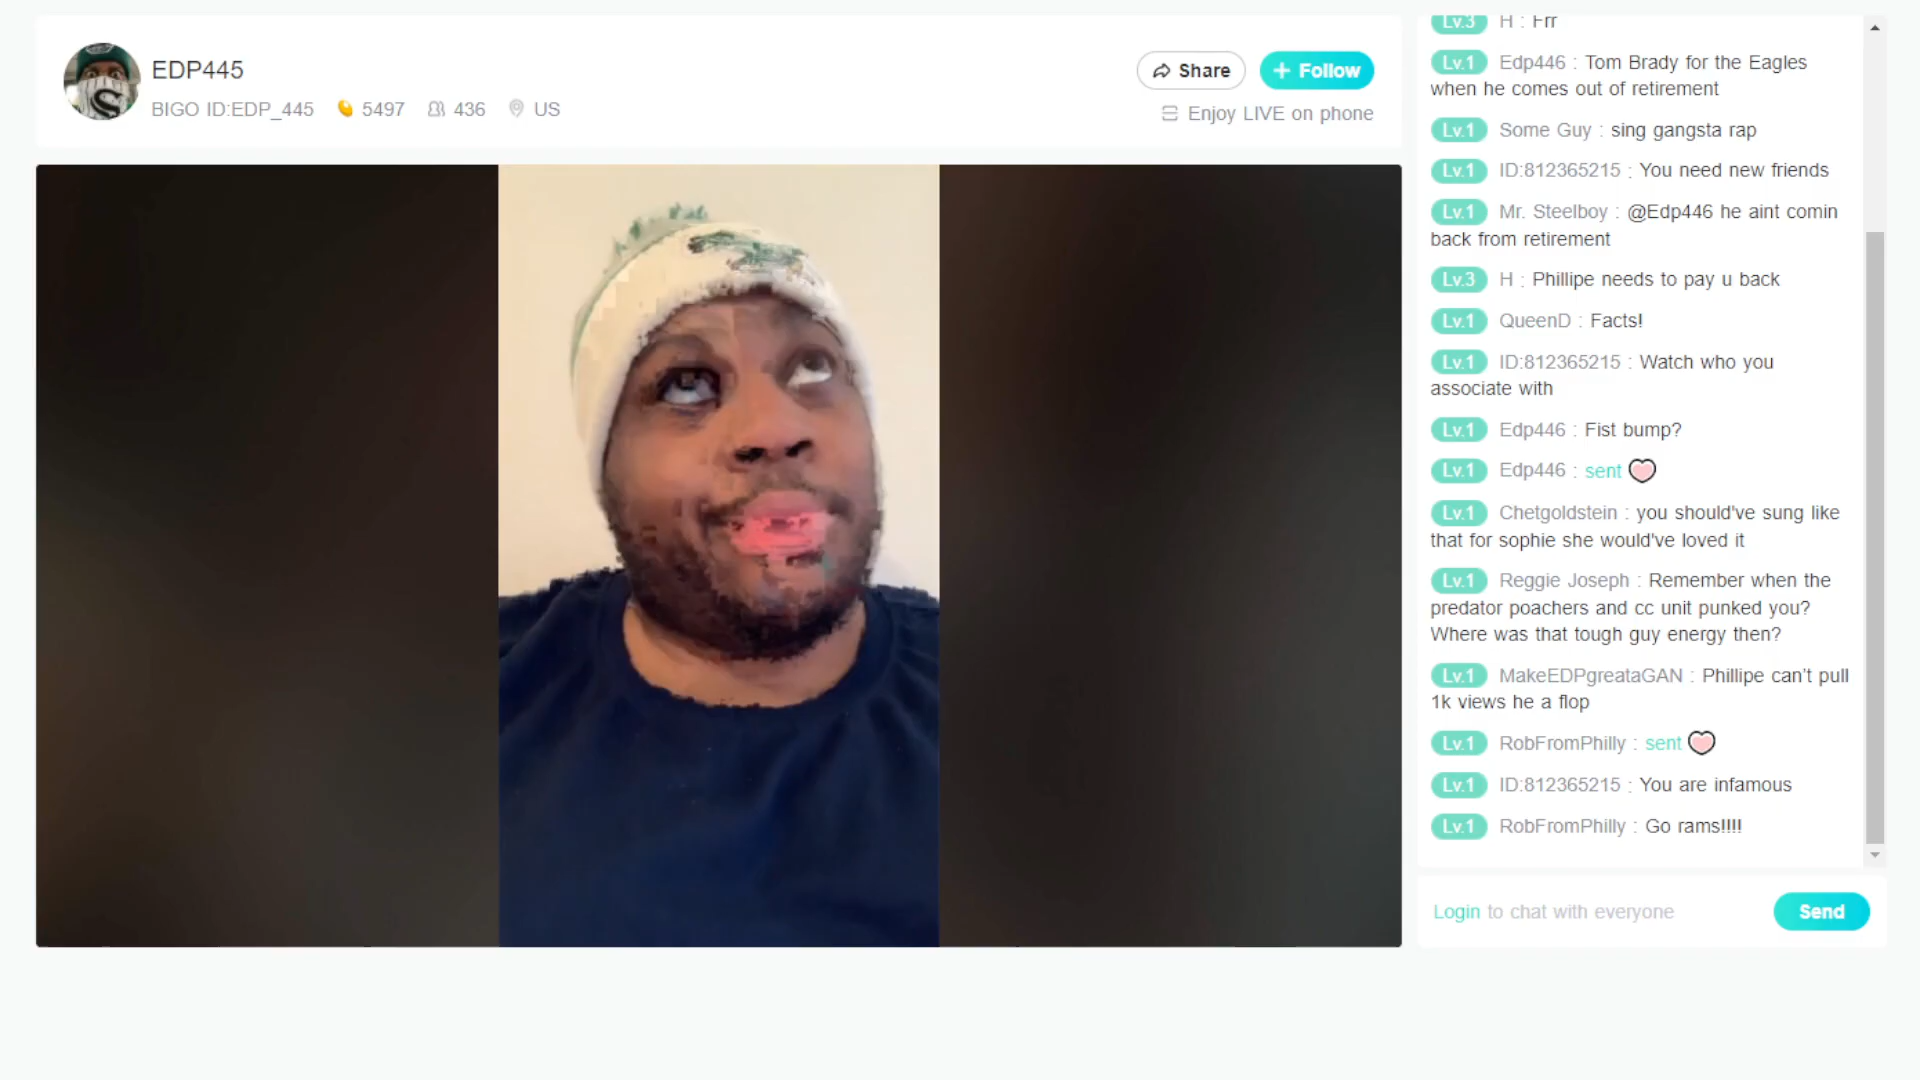 EDP445
BIGO ID:EDP_445 5497 436 US
Share
+ Follow
Enjoy LIVE on phone
Lv.3 H : Frr
Lv.1 Edp446 : Tom Brady for the Eagles
when he comes out of retirement
Lv.1 Some Guy : sing gangsta rap
Lv.1 ID:812365215 : You need new friends
Lv.1 Mr. Steelboy : @Edp446 he aint comin
back from retirement
Lv.3 H : Phillipe needs to pay u back
Lv.1 QueenD : Facts!
Lv.1 ID:812365215 : Watch who you
associate with
Lv.1 Edp446 : Fist bump?
Lv.1 Edp446 : sent
Lv.1 Chetgoldstein : you should've sung like
that for sophie she would've loved it
Lv.1 Reggie Joseph : Remember when the
predator poachers and cc unit punked you?
Where was that tough guy energy then?
Lv.1 MakeEDPgreataGAN : Phillipe can't pull
1k views he a flop
Lv.1 RobFromPhilly : sent
Lv.1 ID:812365215 : You are infamous
Lv.1 RobFromPhilly : Go rams!!!!
Login to chat with everyone
Send